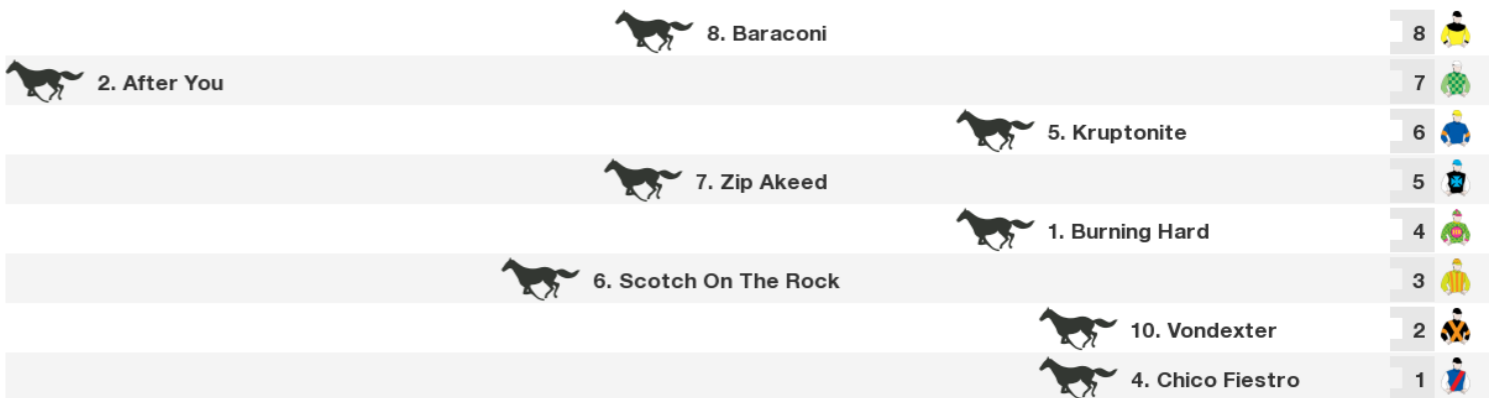 8. Baraconi 8
2. After You 7
5. Kruptonite 6
7. Zip Akeed 5
1. Burning Hard 4
6. Scotch On The Rock 3
10. Vondexter 2
4. Chico Fiestro 1